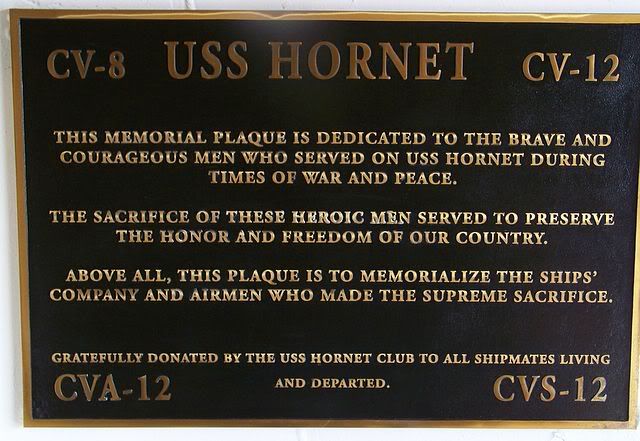 CV-8 USS HORNET CV-12
THIS MEMORIAL PLAQUE IS DEDICATED TO THE BRAVE AND
COURAGEOUS MEN WHO SERVED ON USS HORNET DURING
TIMES OF WAR AND PEACE.
THE SACRIFICE OF THESE HEROIC MEN SERVED TO PRESERVE
THE HONOR AND FREEDOM OF OUR COUNTRY.
ABOVE ALL, THIS PLAQUE IS TO MEMORIALIZE THE SHIPS'
COMPANY AND AIRMEN WHO MADE THE SUPREME SACRIFICE.
GRATEFULLY DONATED BY THE USS HORNET CLUB TO ALL SHIPMATES LIVING
AND DEPARTED.
CVA-12 CVS-12